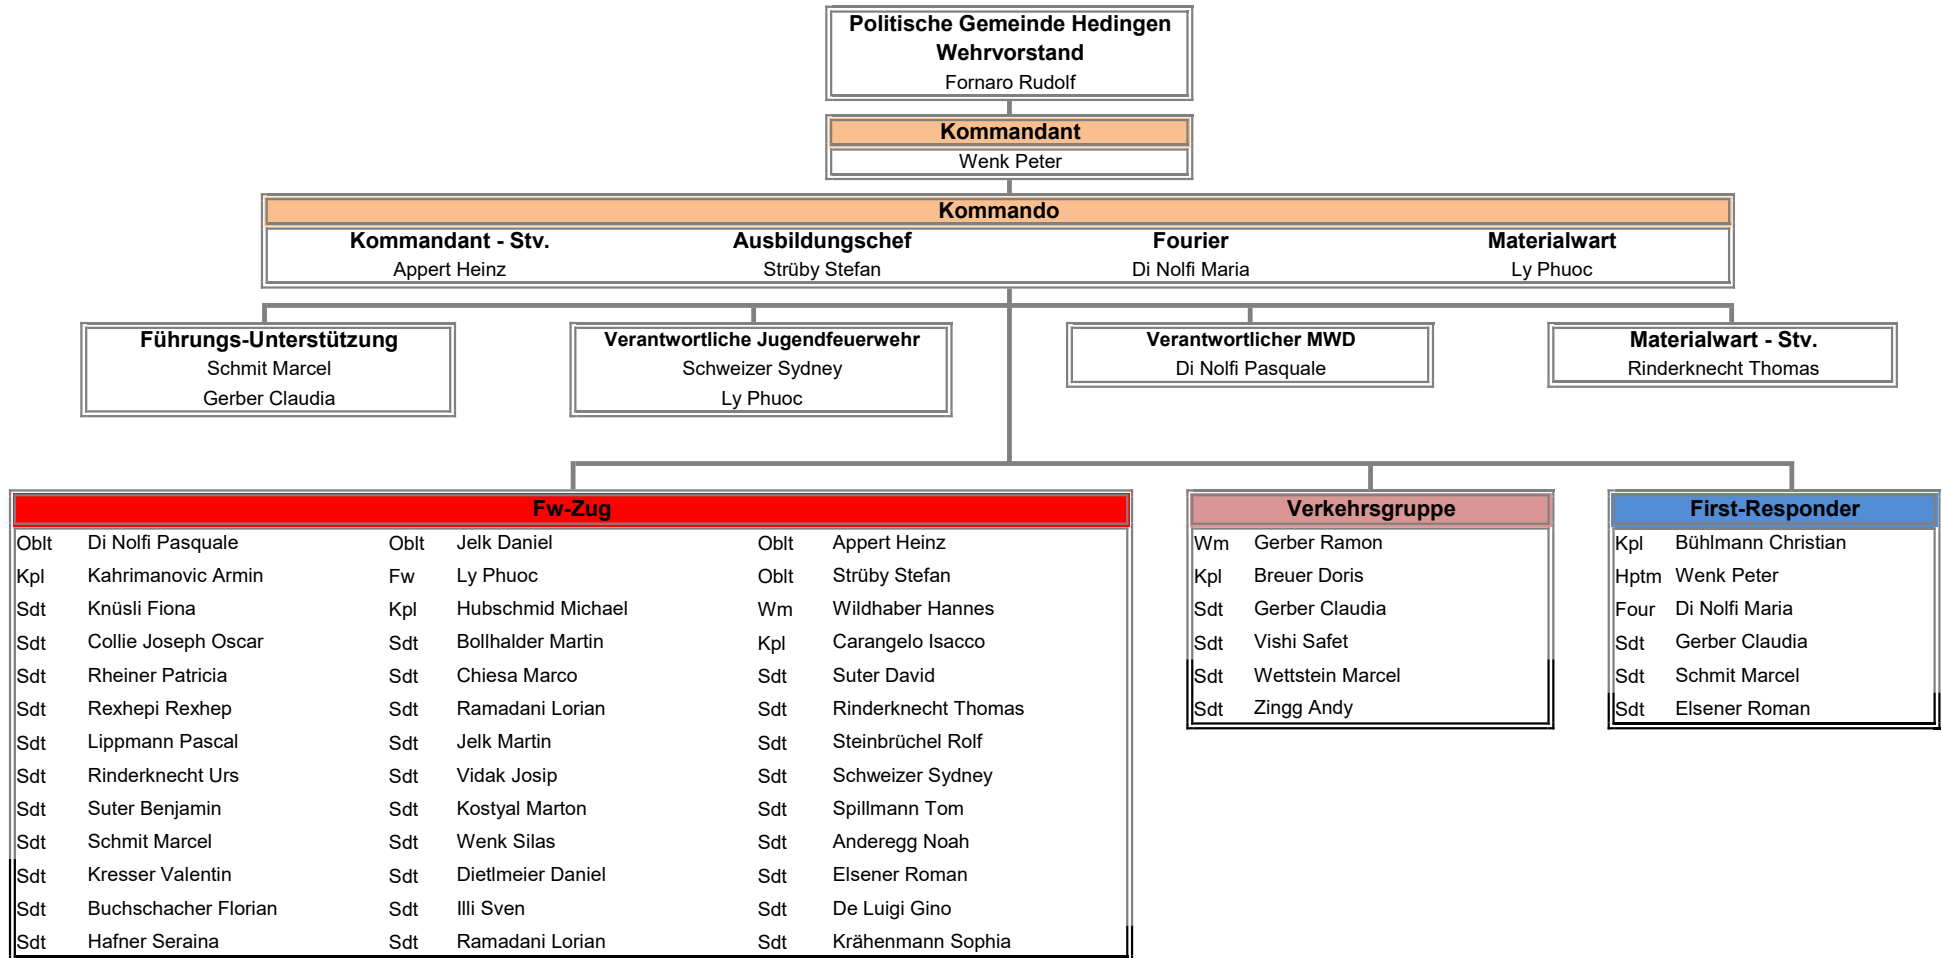 Politische Gemeinde Hedingen
Wehrvorstand
Fornaro Rudolf
Kommandant
Wenk Peter
Kommando
Kommandant - Stv. Ausbildungschef Fourier Materialwart
Appert Heinz Strüby Stefan Di Nolfi Maria Ly Phuoc
Führungs-Unterstützung
Schmit Marcel
Gerber Claudia
Verantwortliche Jugendfeuerwehr
Schweizer Sydney
Ly Phuoc
Verantwortlicher MWD
Di Nolfi Pasquale
Materialwart - Stv.
Rinderknecht Thomas
Fw-Zug
Oblt Di Nolfi Pasquale Oblt Jelk Daniel Oblt Appert Heinz
Kpl Kahrimanovic Armin Fw Ly Phuoc Oblt Strüby Stefan
Sdt Knüsli Fiona Kpl Hubschmid Michael Wm Wildhaber Hannes
Sdt Collie Joseph Oscar Sdt Bollhalder Martin Kpl Carangelo Isacco
Sdt Rheiner Patricia Sdt Chiesa Marco Sdt Suter David
Sdt Rexhepi Rexhep Sdt Ramadani Lorian Sdt Rinderknecht Thomas
Sdt Lippmann Pascal Sdt Jelk Martin Sdt Steinbrüchel Rolf
Sdt Rinderknecht Urs Sdt Vidak Josip Sdt Schweizer Sydney
Sdt Suter Benjamin Sdt Kostyal Marton Sdt Spillmann Tom
Sdt Schmit Marcel Sdt Wenk Silas Sdt Anderegg Noah
Sdt Kresser Valentin Sdt Dietlmeier Daniel Sdt Elsener Roman
Sdt Buchschacher Florian Sdt Illi Sven Sdt De Luigi Gino
Sdt Hafner Seraina Sdt Ramadani Lorian Sdt Krähenmann Sophia
Verkehrsgruppe
Wm Gerber Ramon
Kpl Breuer Doris
Sdt Gerber Claudia
Sdt Vishi Safet
Sdt Wettstein Marcel
Sdt Zingg Andy
First-Responder
Kpl Bühlmann Christian
Hptm Wenk Peter
Four Di Nolfi Maria
Sdt Gerber Claudia
Sdt Schmit Marcel
Sdt Elsener Roman